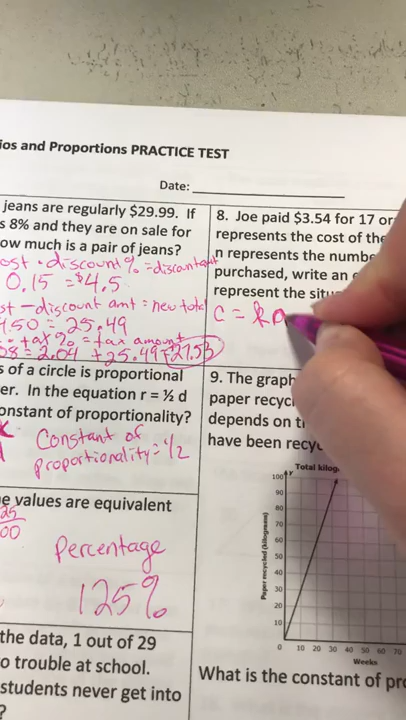 ios and Proportions PRACTICE TEST
Date:
jeans are regularly $29.99. If
s 8% and they are on sale for
ow much is a pair of jeans?
ost · discount % = discount amt
0.15 = $4.5
st - discount amt = new total
4.50 = 25.49
· tax % = tax amount
08 = 2.04 + 25.49 = 27.53
s of a circle is proportional
er. In the equation r = ½ d
onstant of proportionality?
Constant of
proportionality = 1/2
e values are equivalent
25
00
Percentage
125%
the data, 1 out of 29
o trouble at school.
students never get into
?
8. Joe paid $3.54 for 17 or
represents the cost of the
n represents the numbe
purchased, write an
represent the situ
C = k
9. The graph
paper recyc
depends on t
have been recyc
Total kilog
y
100
90
80
70
60
50
40
30
20
10
0 10 20 30 40 50 60 70
Paper recycled (kilograms)
Weeks
What is the constant of pro